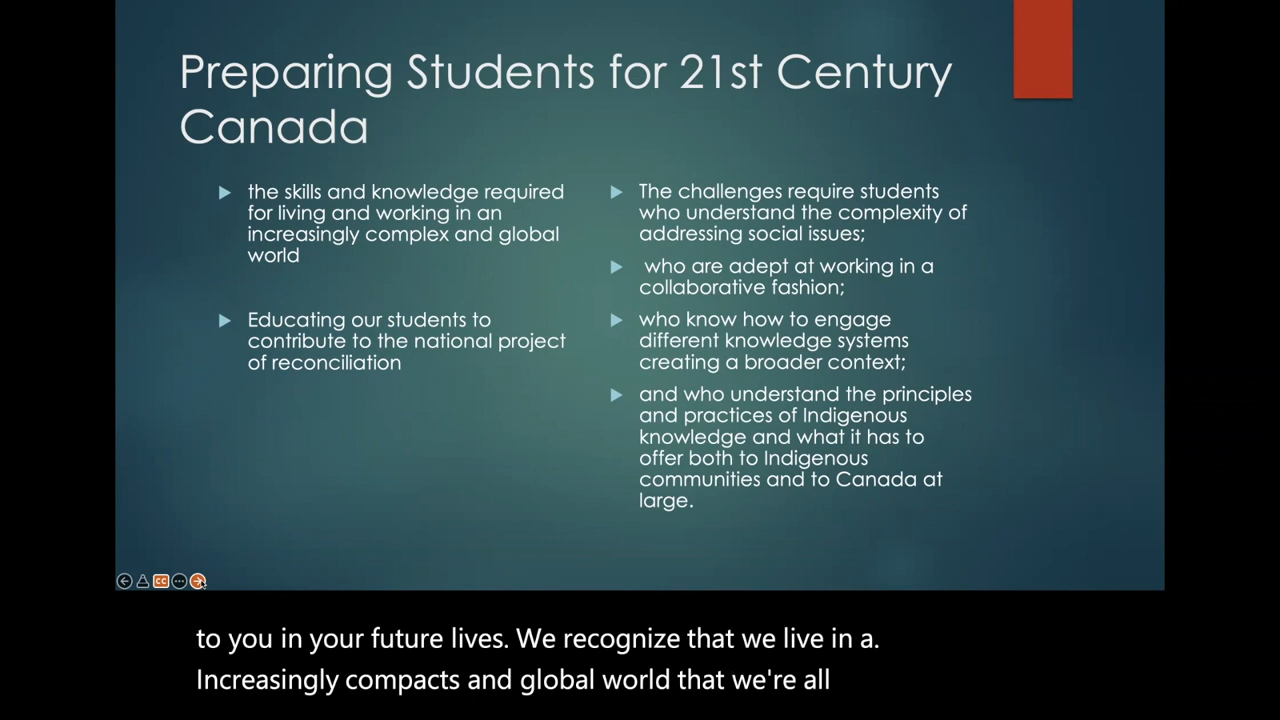 Preparing Students for 21st Century
Canada
the skills and knowledge required
for living and working in an
increasingly complex and global
world
Educating our students to
contribute to the national project
of reconciliation
The challenges require students
who understand the complexity of
addressing social issues;
who are adept at working in a
collaborative fashion;
who know how to engage
different knowledge systems
creating a broader context;
and who understand the principles
and practices of Indigenous
knowledge and what it has to
offer both to Indigenous
communities and to Canada at
large.
CC
to you in your future lives. We recognize that we live in a.
Increasingly compacts and global world that we're all